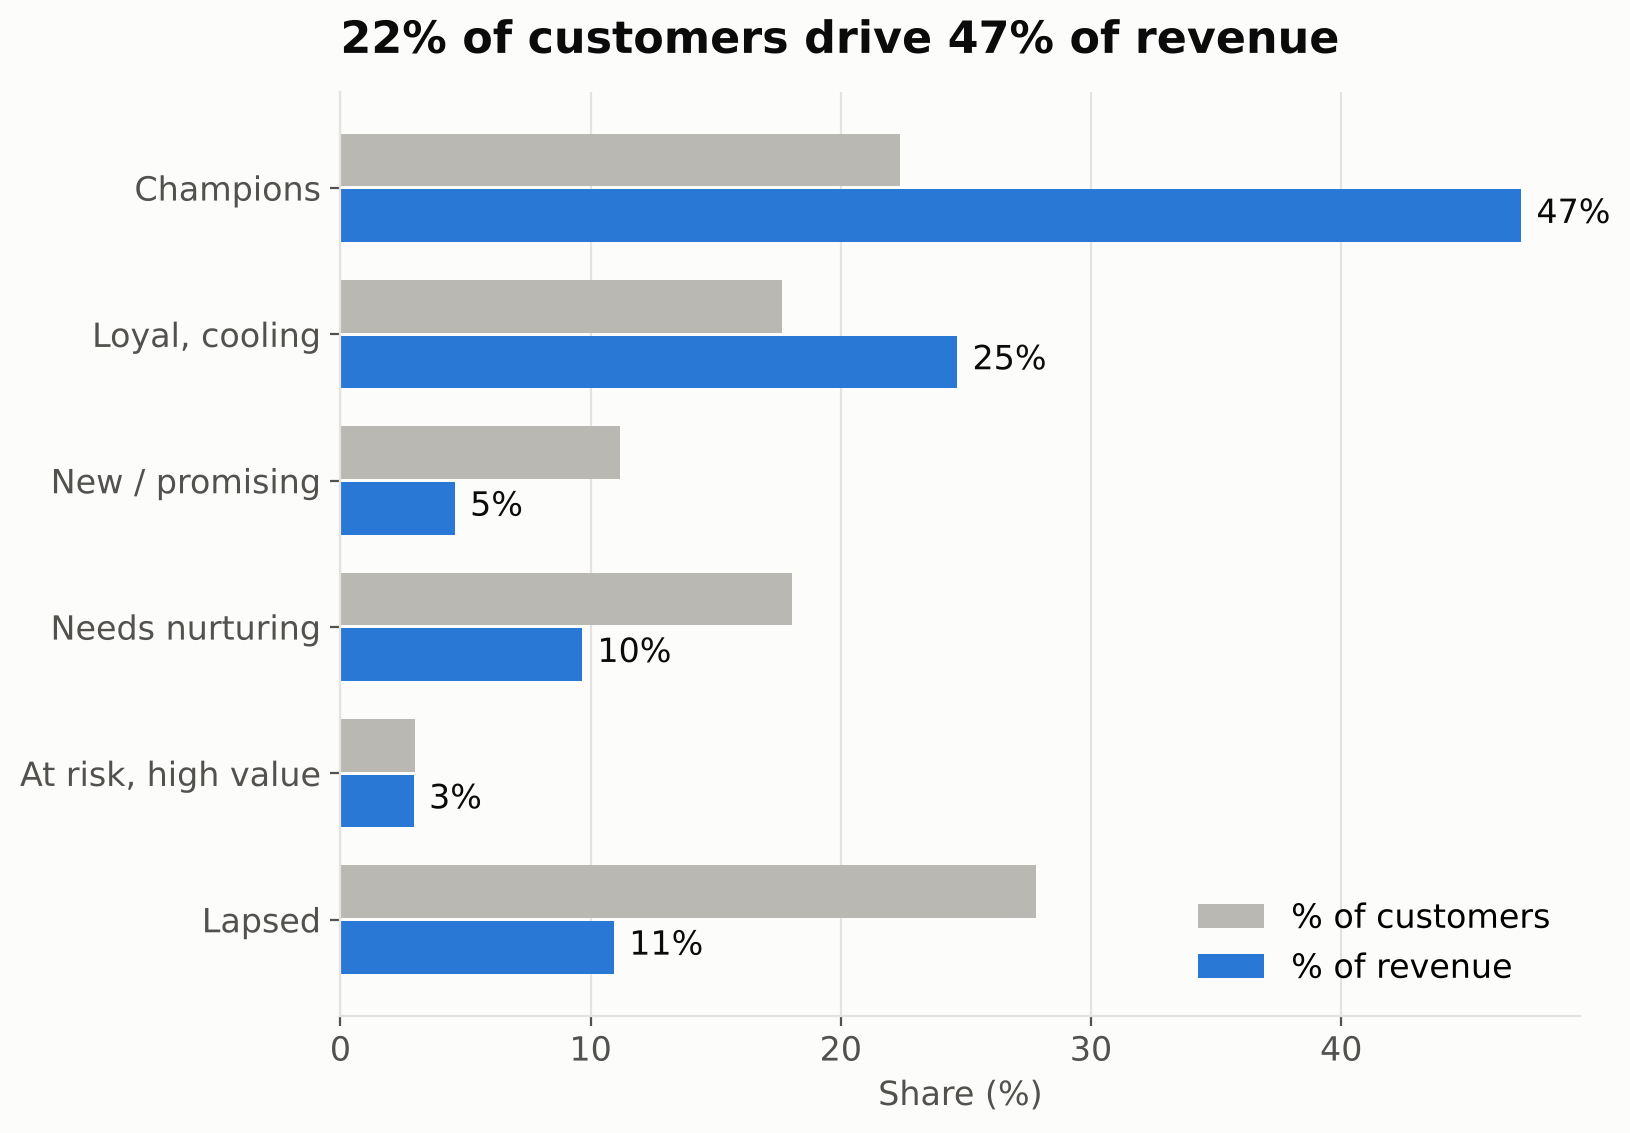 22% of customers drive 47% of revenue
Champions
47%
Loyal, cooling
25%
New / promising
5%
Needs nurturing
10%
At risk, high value
3%
Lapsed
11%
% of customers
% of revenue
0 10 20 30 40
Share (%)